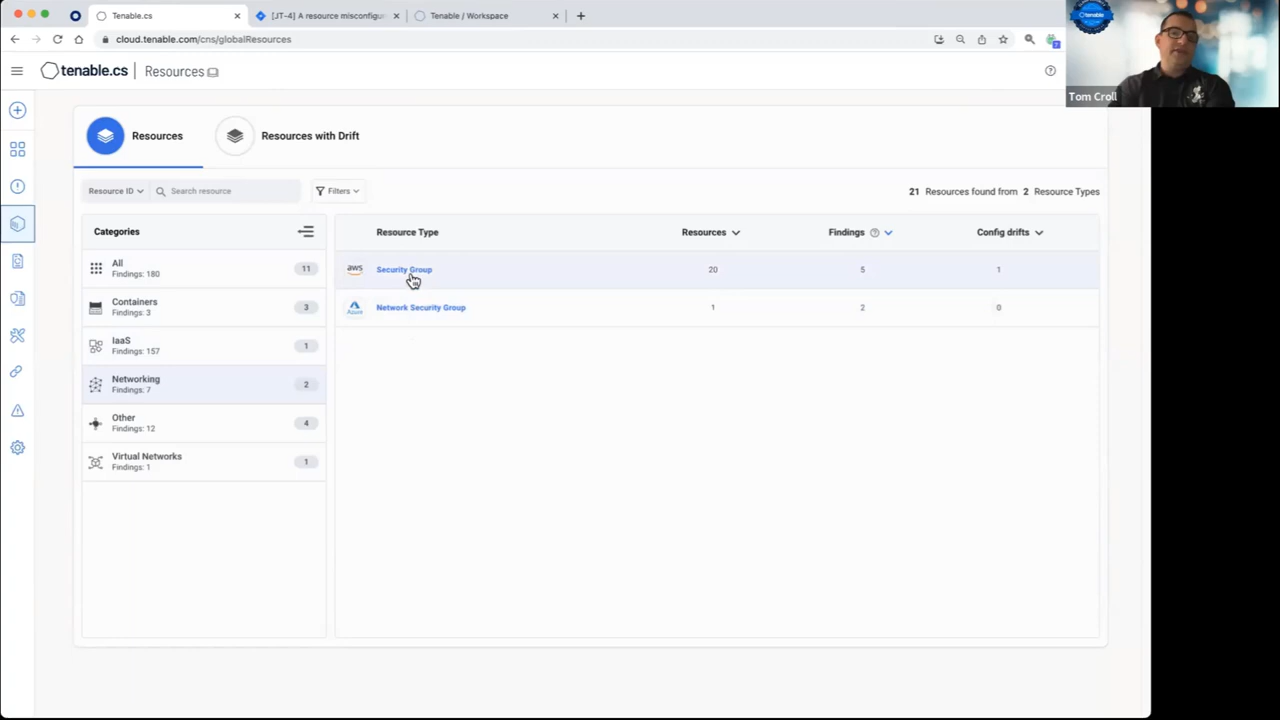 Tenable.cs
[JT-4] A resource misconfigu
Tenable / Workspace
cloud.tenable.com/cns/globalResources
7
tenable
Tom Croll
tenable.cs
Resources
Resources
Resources with Drift
Resource ID
Search resource
Filters
21 Resources found from 2 Resource Types
Categories
Resource Type
Resources
Findings
Config drifts
All
Findings: 180
11
Containers
Findings: 3
3
IaaS
Findings: 157
1
Networking
Findings: 7
2
Other
Findings: 12
4
Virtual Networks
Findings: 1
1
aws
Security Group
20
5
1
Azure
Network Security Group
1
2
0